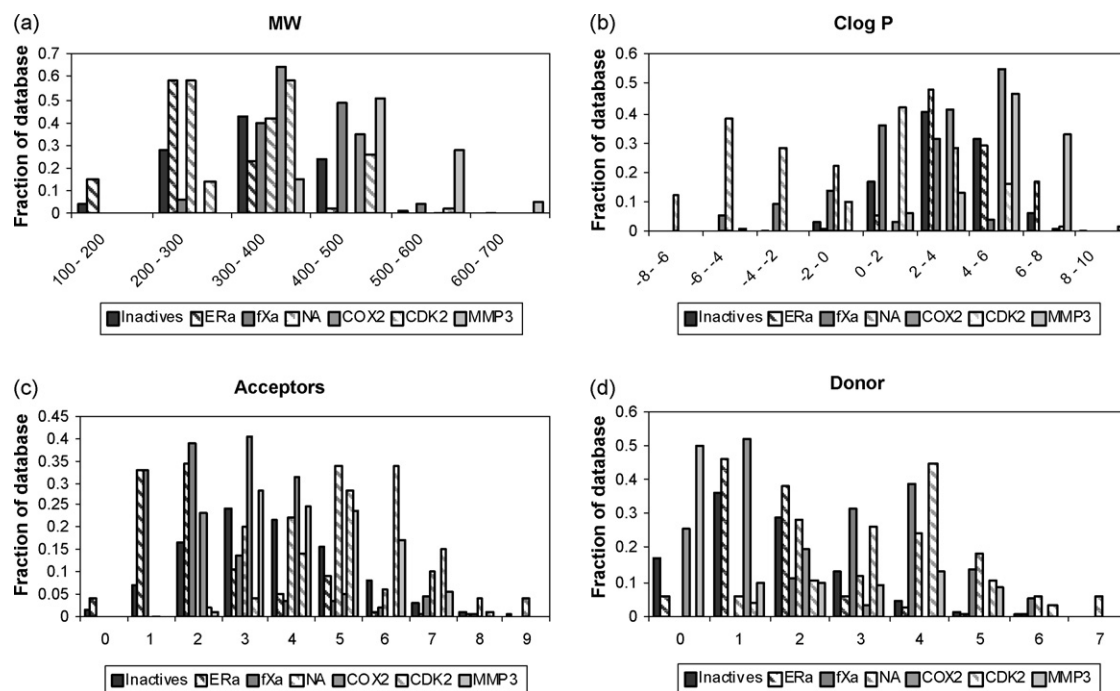 (a)
MW
Fraction of database
0.7
0.6
0.5
0.4
0.3
0.2
0.1
0
100 - 200
200 - 300
300 - 400
400 - 500
500 - 600
600 - 700
Inactives ERa fXa NA COX2 CDK2 MMP3
(b)
Clog P
Fraction of database
0.6
0.5
0.4
0.3
0.2
0.1
0
-8 - -6
-6 - -4
-4 - -2
-2 - 0
0 - 2
2 - 4
4 - 6
6 - 8
8 - 10
Inactives ERa fXa NA COX2 CDK2 MMP3
(c)
Acceptors
Fraction of database
0.45
0.4
0.35
0.3
0.25
0.2
0.15
0.1
0.05
0
0 1 2 3 4 5 6 7 8 9
Inactives ERa fXa NA COX2 CDK2 MMP3
(d)
Donor
Fraction of database
0.6
0.5
0.4
0.3
0.2
0.1
0
0 1 2 3 4 5 6 7
Inactives ERa fXa NA COX2 CDK2 MMP3